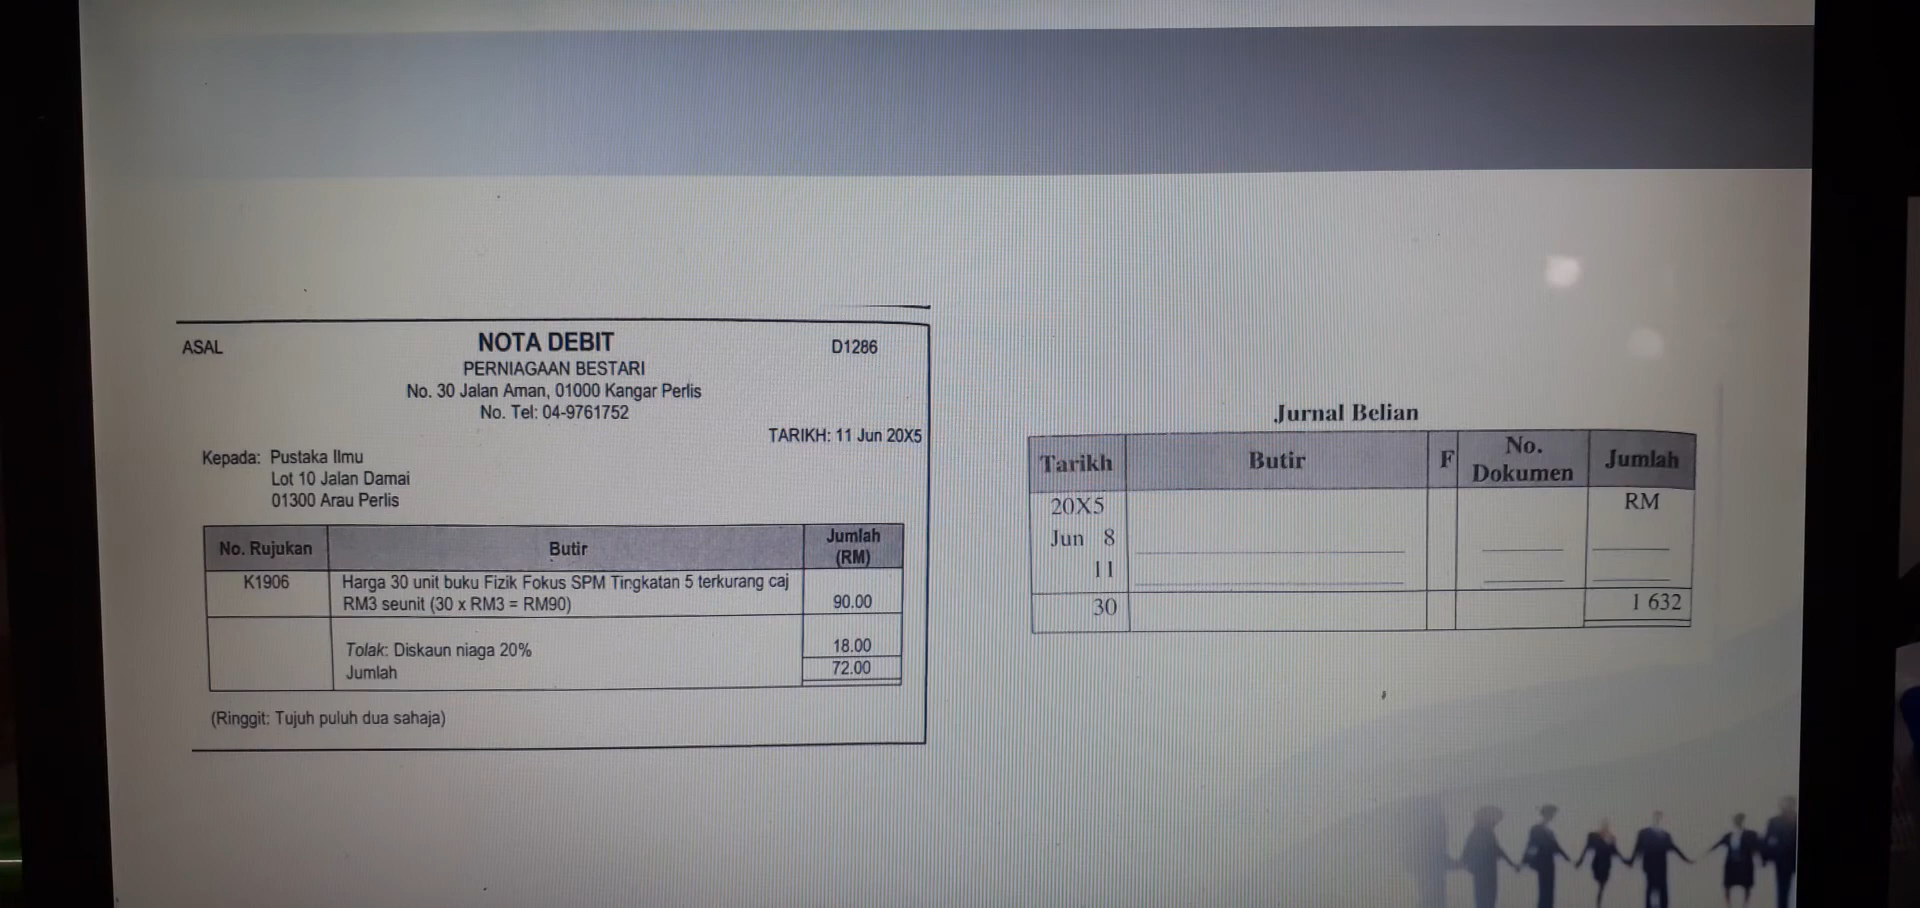 ASAL
NOTA DEBIT
D1286
PERNIAGAAN BESTARI
No. 30 Jalan Aman, 01000 Kangar Perlis
No. Tel: 04-9761752
TARIKH: 11 Jun 20X5
Kepada: Pustaka Ilmu
Lot 10 Jalan Damai
01300 Arau Perlis
No. Rujukan Butir Jumlah (RM)
K1906 Harga 30 unit buku Fizik Fokus SPM Tingkatan 5 terkurang caj
RM3 seunit (30 x RM3 = RM90) 90.00
Tolak: Diskaun niaga 20% 18.00
Jumlah 72.00
(Ringgit: Tujuh puluh dua sahaja)
Jurnal Belian
Tarikh Butir F No. Dokumen Jumlah
20X5 RM
Jun 8
11
30 1 632